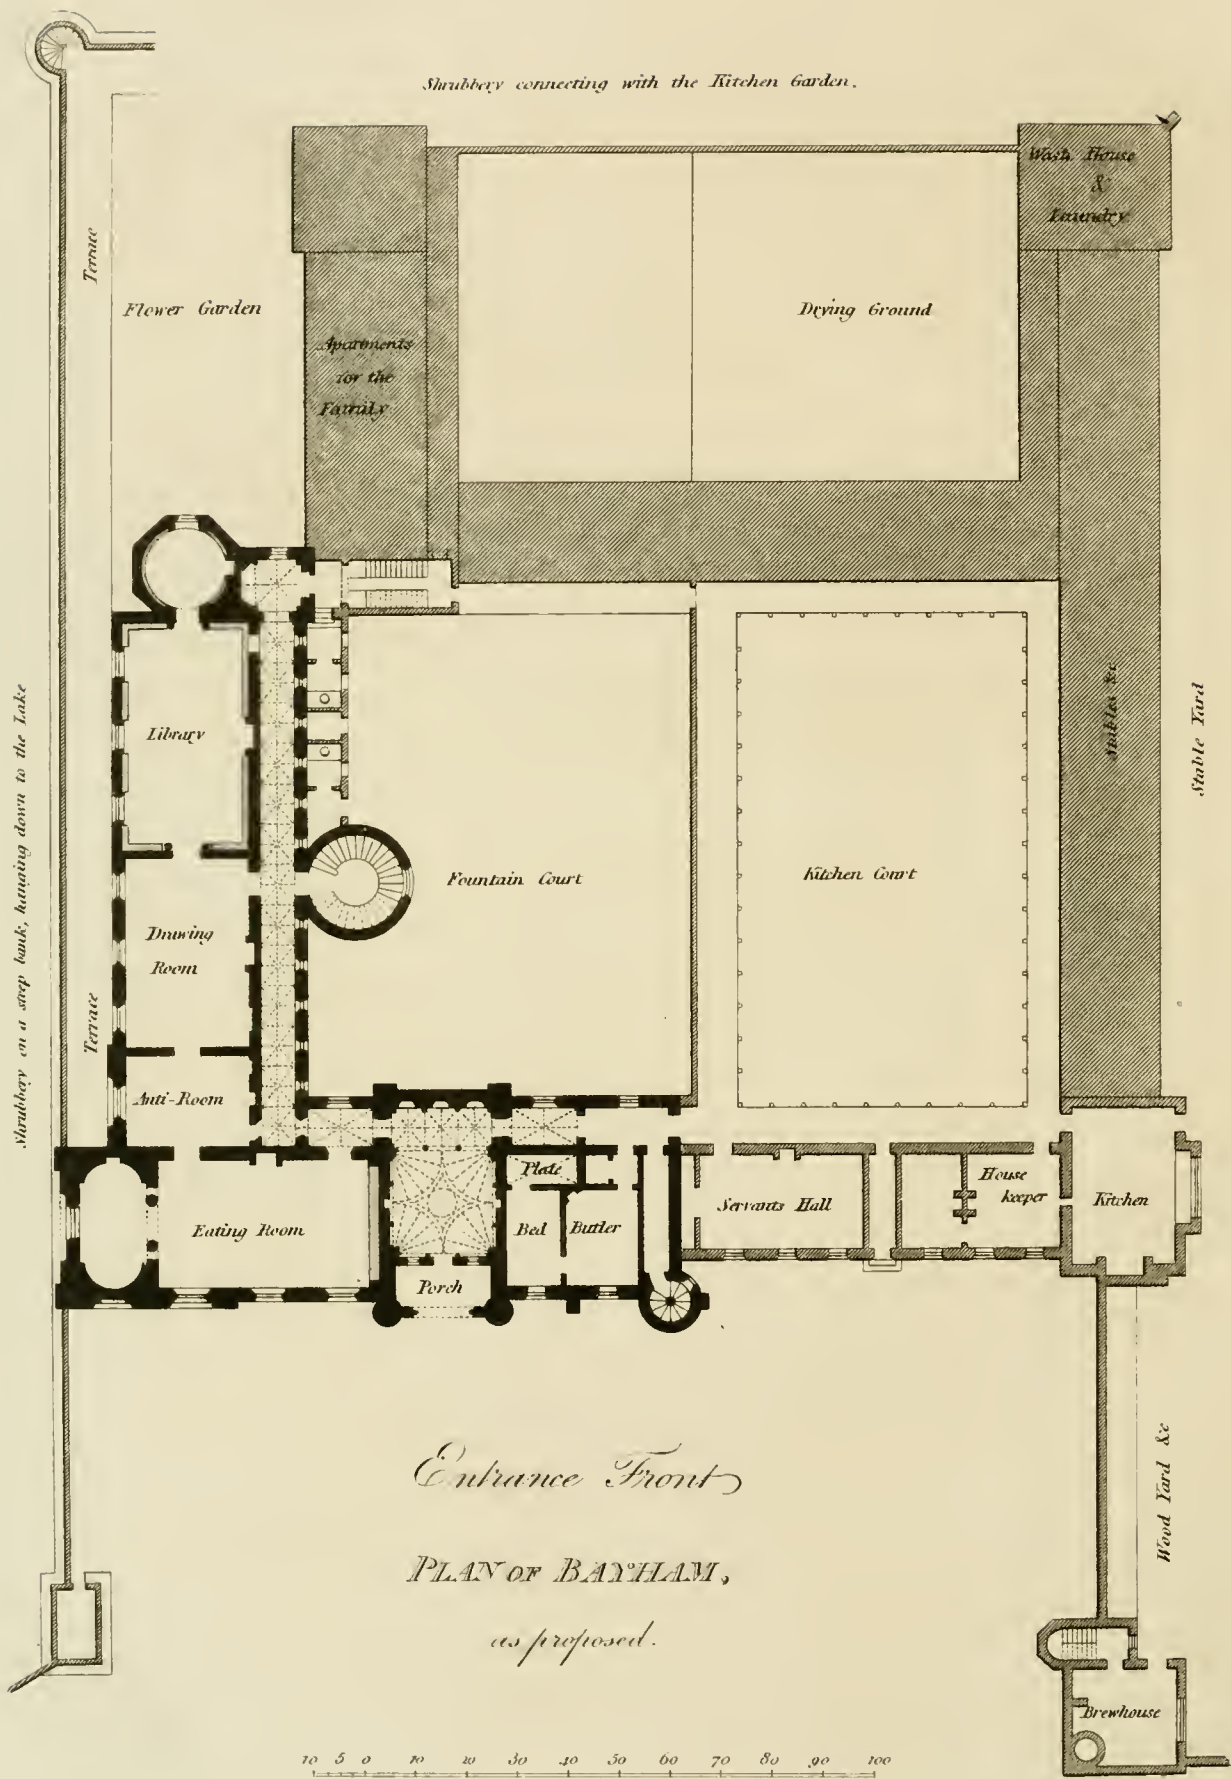 Shrubbery connecting with the Kitchen Garden.
Wash House
&
Laundry
Terrace
Flower Garden
Drying Ground
Apartments
for the
Family
Shrubbery on a steep bank, hanging down to the Lake
Library
Stables &c
Stable Yard
Fountain Court
Kitchen Court
Drawing
Room
Terrace
Anti-Room
Plate
Eating Room
Bed
Butler
Servants Hall
House
keeper
Kitchen
Porch
Entrance Front
PLAN OF BAYHAM,
as proposed.
Wood Yard &c
Brewhouse
10 5 0 10 20 30 40 50 60 70 80 90 100